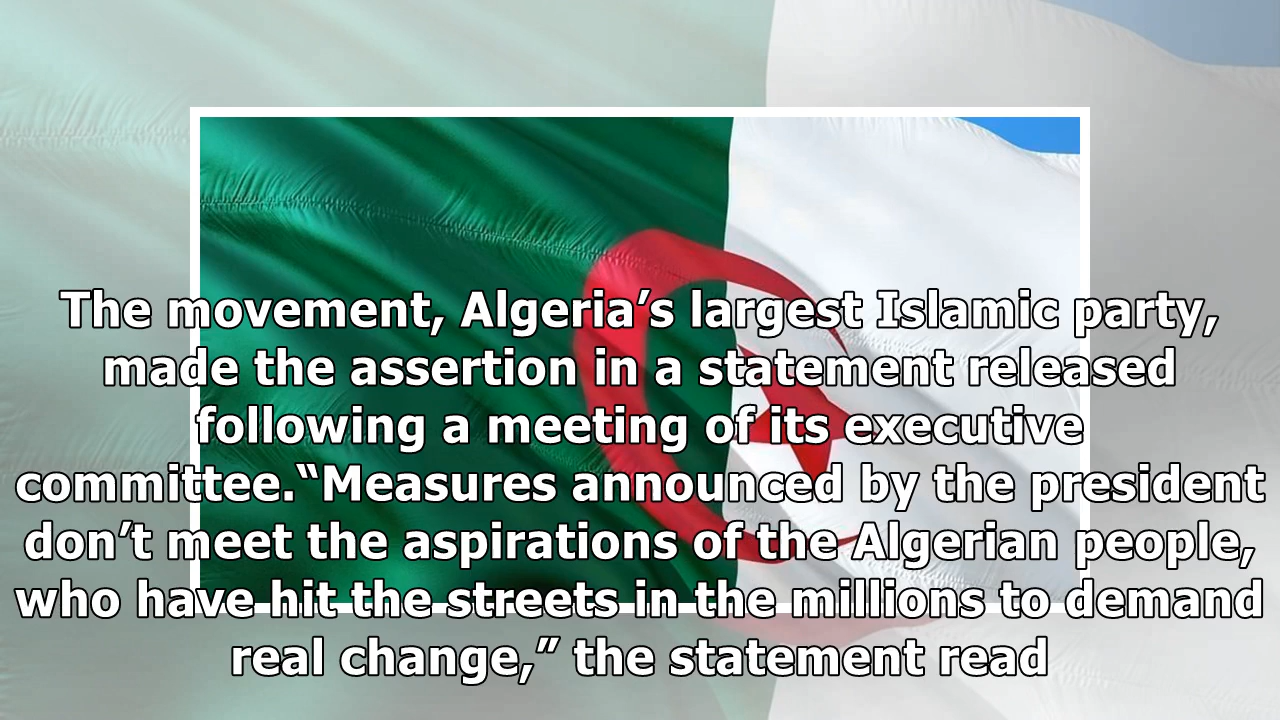 The movement, Algeria’s largest Islamic party,
made the assertion in a statement released
following a meeting of its executive
committee.“Measures announced by the president
don’t meet the aspirations of the Algerian people,
who have hit the streets in the millions to demand
real change,” the statement read